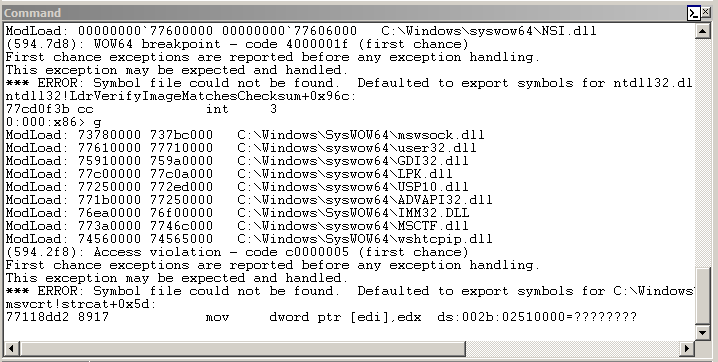 Command
ModLoad: 00000000`77600000 00000000`77606000   C:\Windows\syswow64\NSI.dll
(594.7d8): WOW64 breakpoint - code 4000001f (first chance)
First chance exceptions are reported before any exception handling.
This exception may be expected and handled.
*** ERROR: Symbol file could not be found.  Defaulted to export symbols for ntdll32.dl
ntdll32!LdrVerifyImageMatchesChecksum+0x96c:
77cd0f3b cc              int     3
0:000:x86> g
ModLoad: 73780000 737bc000   C:\Windows\SysWOW64\mswsock.dll
ModLoad: 77610000 77710000   C:\Windows\SysWOW64\user32.dll
ModLoad: 75910000 759a0000   C:\Windows\SysWOW64\GDI32.dll
ModLoad: 77c00000 77c0a000   C:\Windows\SysWOW64\LPK.dll
ModLoad: 77250000 772ed000   C:\Windows\SysWOW64\USP10.dll
ModLoad: 771b0000 77250000   C:\Windows\SysWOW64\ADVAPI32.dll
ModLoad: 76ea0000 76f00000   C:\Windows\SysWOW64\IMM32.DLL
ModLoad: 773a0000 7746c000   C:\Windows\SysWOW64\MSCTF.dll
ModLoad: 74560000 74565000   C:\Windows\SysWOW64\wshtcpip.dll
(594.2f8): Access violation - code c0000005 (first chance)
First chance exceptions are reported before any exception handling.
This exception may be expected and handled.
*** ERROR: Symbol file could not be found.  Defaulted to export symbols for C:\Windows
msvcrt!strcat+0x5d:
77118dd2 8917            mov     dword ptr [edi],edx  ds:002b:02510000=????????